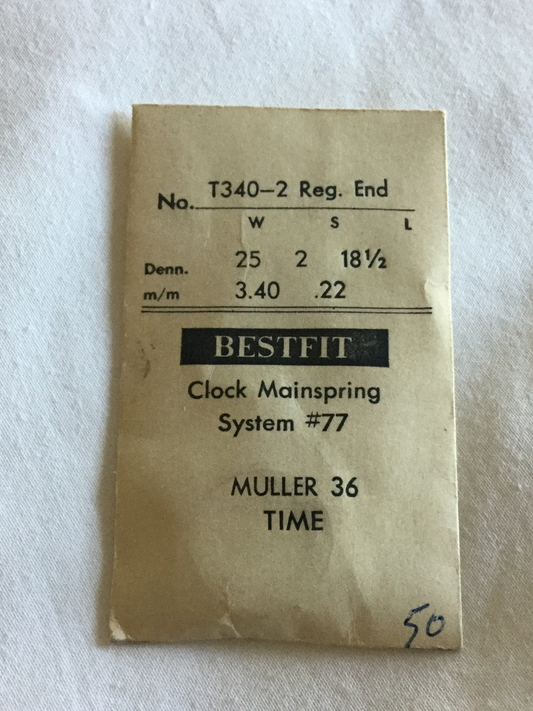 No. T340–2 Reg. End
W S L
Denn. 25 2 18½
m/m 3.40 .22
BESTFIT
Clock Mainspring
System #77
MULLER 36
TIME
50